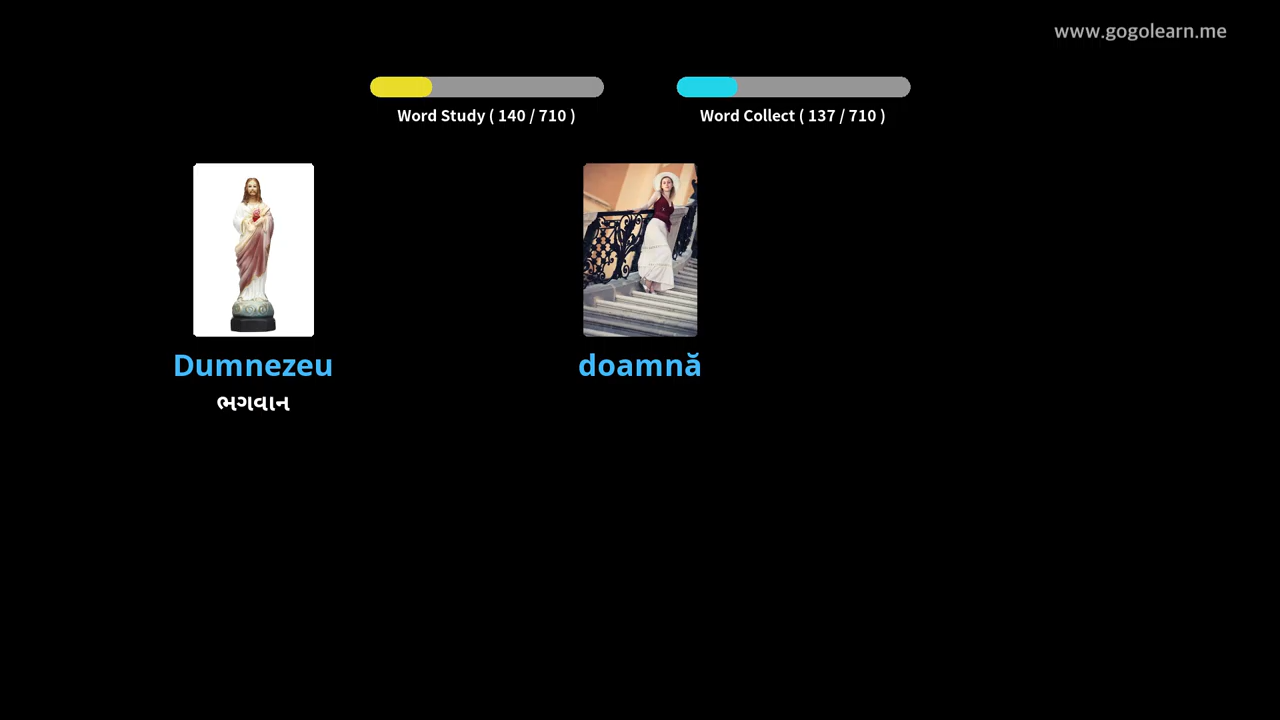 www.gogolearn.me
Word Study ( 140 / 710 )
Word Collect ( 137 / 710 )
Dumnezeu
ભગવાન
doamnă